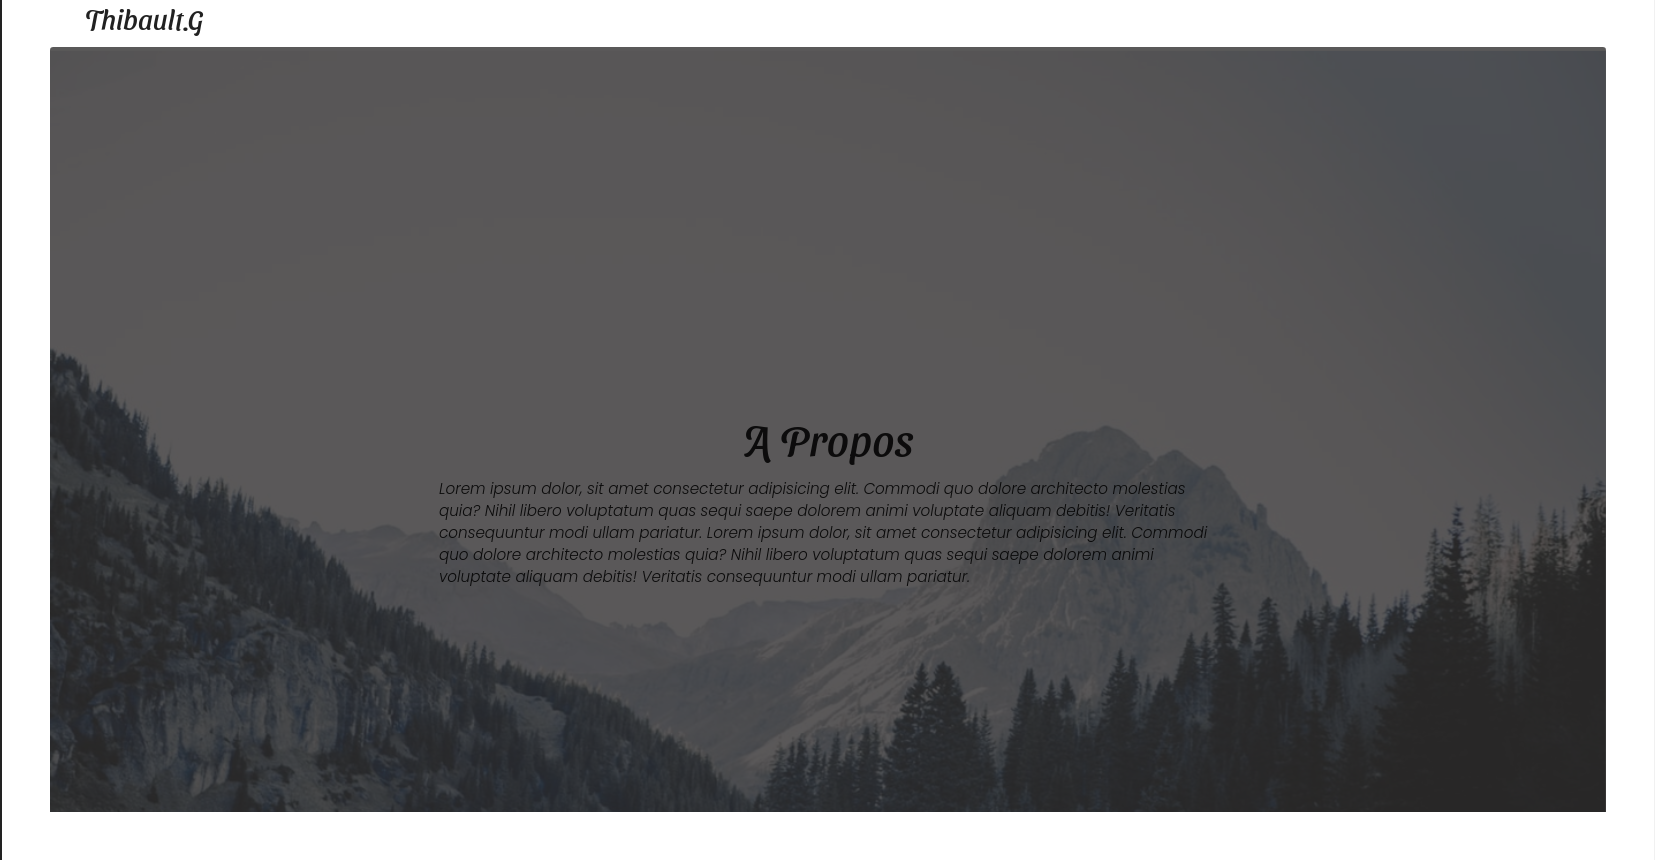 Thibault.G
A Propos
Lorem ipsum dolor, sit amet consectetur adipisicing elit. Commodi quo dolore architecto molestias
quia? Nihil libero voluptatum quas sequi saepe dolorem animi voluptate aliquam debitis! Veritatis
consequuntur modi ullam pariatur. Lorem ipsum dolor, sit amet consectetur adipisicing elit. Commodi
quo dolore architecto molestias quia? Nihil libero voluptatum quas sequi saepe dolorem animi
voluptate aliquam debitis! Veritatis consequuntur modi ullam pariatur.